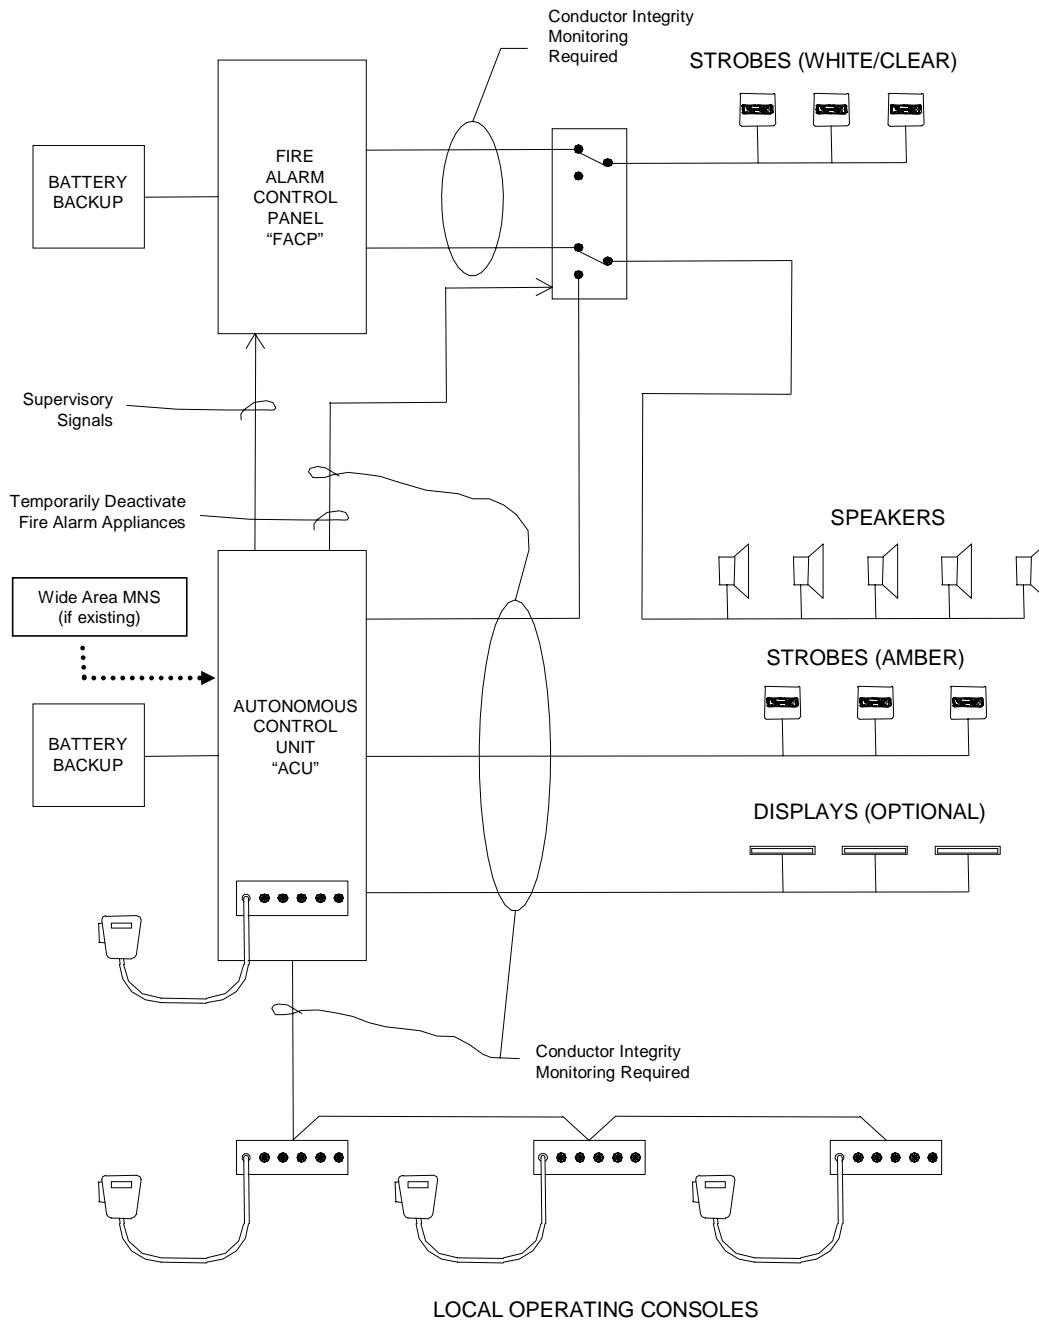 Conductor Integrity
Monitoring
Required
STROBES (WHITE/CLEAR)
FIRE
ALARM
CONTROL
PANEL
“FACP”
BATTERY
BACKUP
Supervisory
Signals
Temporarily Deactivate
Fire Alarm Appliances
SPEAKERS
Wide Area MNS
(if existing)
STROBES (AMBER)
AUTONOMOUS
CONTROL
UNIT
“ACU”
BATTERY
BACKUP
DISPLAYS (OPTIONAL)
Conductor Integrity
Monitoring Required
LOCAL OPERATING CONSOLES